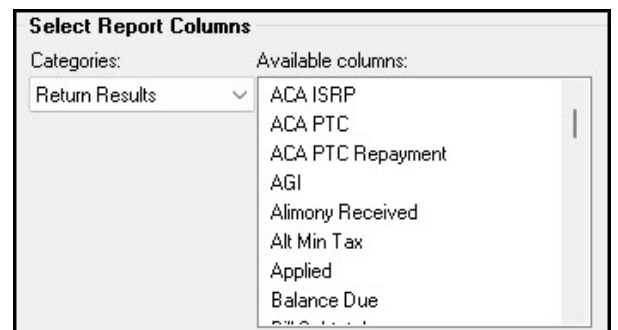 Select Report Columns
Categories: Available columns:
Return Results ACA ISRP
ACA PTC
ACA PTC Repayment
AGI
Alimony Received
Alt Min Tax
Applied
Balance Due